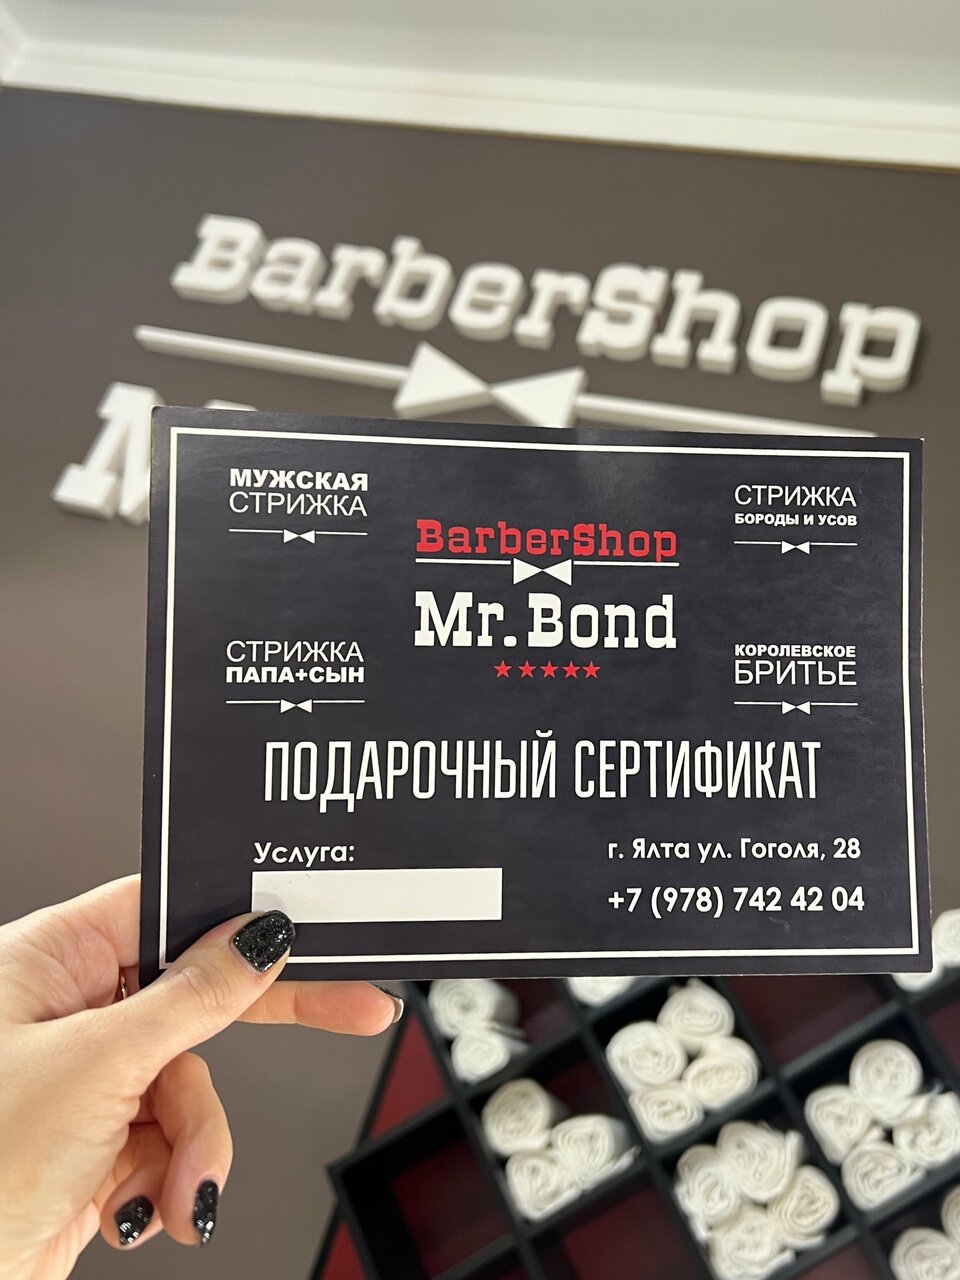 BarberShop
МУЖСКАЯ
СТРИЖКА
СТРИЖКА
БОРОДЫ И УСОВ
BarberShop
Mr. Bond
СТРИЖКА
ПАПА+СЫН
КОРОЛЕВСКОЕ
БРИТЬЕ
ПОДАРОЧНЫЙ СЕРТИФИКАТ
Услуга:
г. Ялта ул. Гоголя, 28
+7 (978) 742 42 04